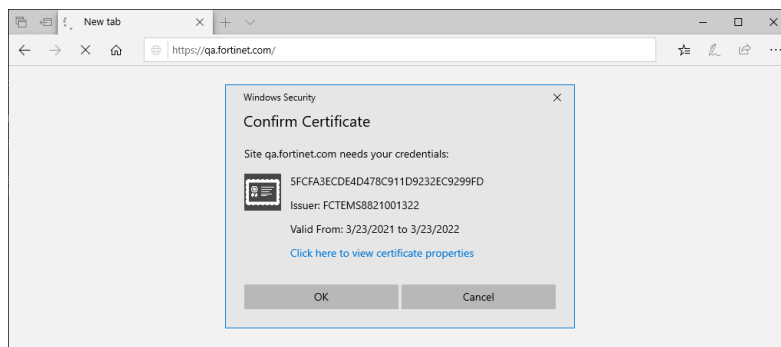 New tab
https://qa.fortinet.com/
Windows Security
Confirm Certificate
Site qa.fortinet.com needs your credentials:
5FCFA3ECDE4D478C911D9232EC9299FD
Issuer: FCTEMS8821001322
Valid From: 3/23/2021 to 3/23/2022
Click here to view certificate properties
OK
Cancel